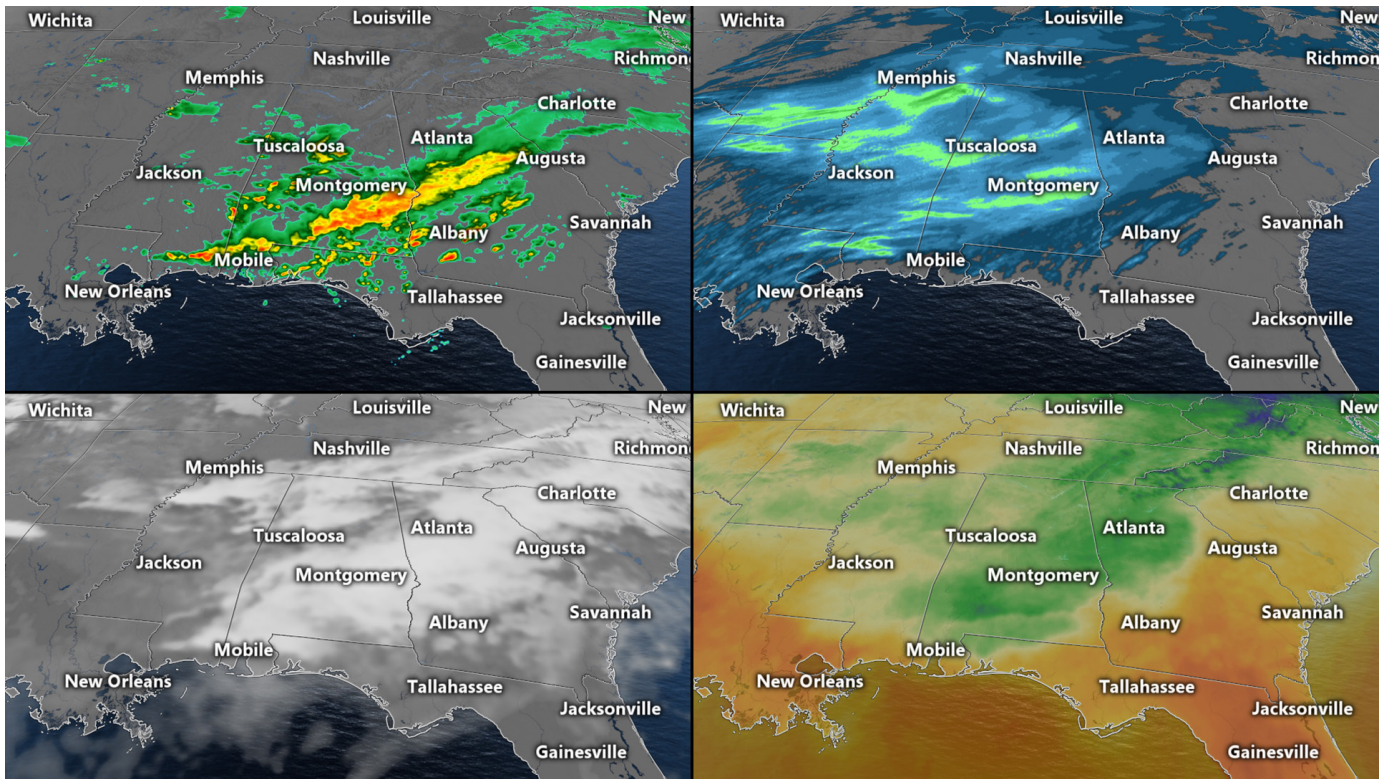 Wichita Louisville New
Nashville Richmon
Memphis
Charlotte
Tuscaloosa Atlanta
Augusta
Jackson Montgomery
Savannah
Albany
Mobile
New Orleans Tallahassee
Jacksonville
Gainesville
Wichita Louisville New
Nashville Richmon
Memphis
Charlotte
Tuscaloosa Atlanta
Augusta
Jackson Montgomery
Savannah
Albany
Mobile
New Orleans Tallahassee
Jacksonville
Gainesville
Wichita Louisville New
Nashville Richmon
Memphis
Charlotte
Tuscaloosa Atlanta
Augusta
Jackson Montgomery
Savannah
Albany
Mobile
New Orleans Tallahassee
Jacksonville
Gainesville
Wichita Louisville New
Nashville Richmon
Memphis
Charlotte
Tuscaloosa Atlanta
Augusta
Jackson Montgomery
Savannah
Albany
Mobile
New Orleans Tallahassee
Jacksonville
Gainesville